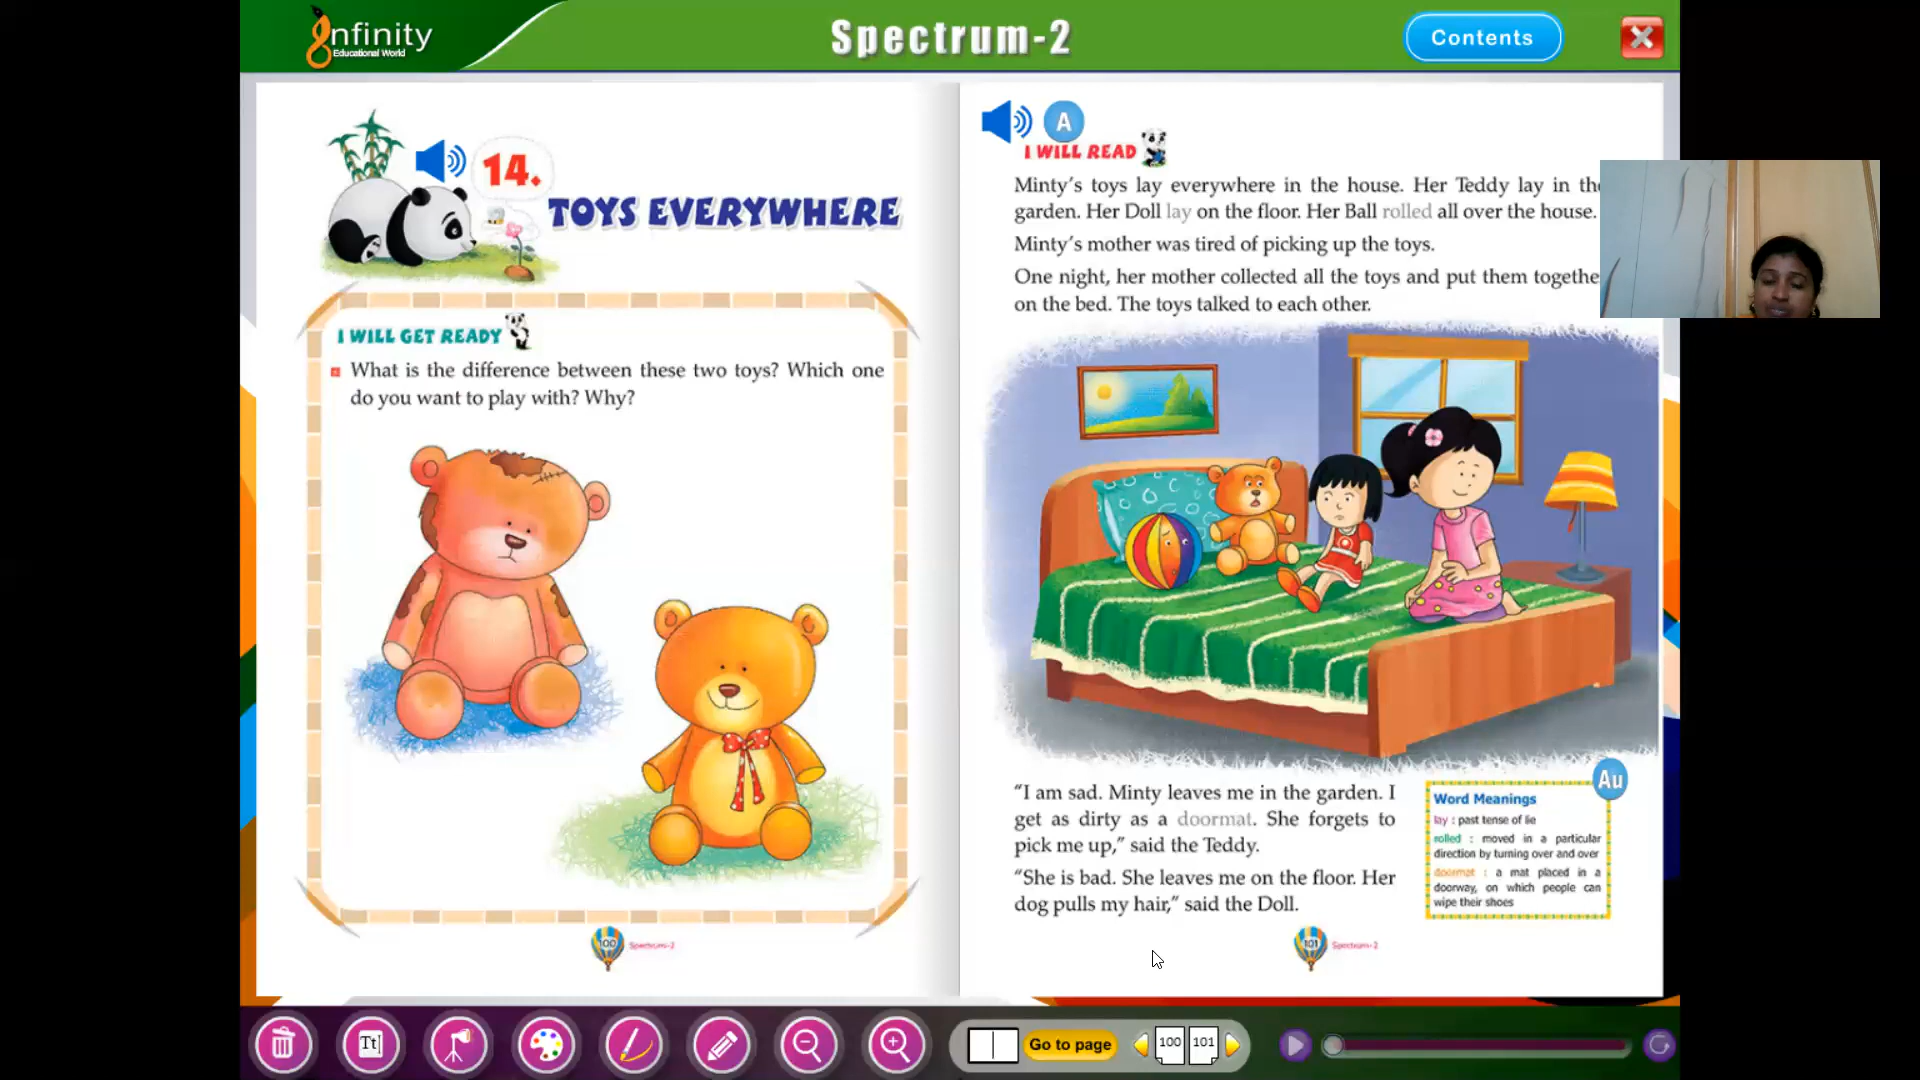 Infinity
Educational World
Spectrum-2
Contents
14.
TOYS EVERYWHERE
I WILL GET READY
What is the difference between these two toys? Which one
do you want to play with? Why?
100 Spectrum-2
A
I WILL READ
Minty's toys lay everywhere in the house. Her Teddy lay in the
garden. Her Doll lay on the floor. Her Ball rolled all over the house.
Minty's mother was tired of picking up the toys.
One night, her mother collected all the toys and put them togethe
on the bed. The toys talked to each other.
"I am sad. Minty leaves me in the garden. I
get as dirty as a doormat. She forgets to
pick me up," said the Teddy.
"She is bad. She leaves me on the floor. Her
dog pulls my hair," said the Doll.
Au
Word Meanings
lay : past tense of lie
rolled : moved in a particular
direction by turning over and over
doormat : a mat placed in a
doorway, on which people can
wipe their shoes
101 Spectrum-2
Tt
Go to page
100 101